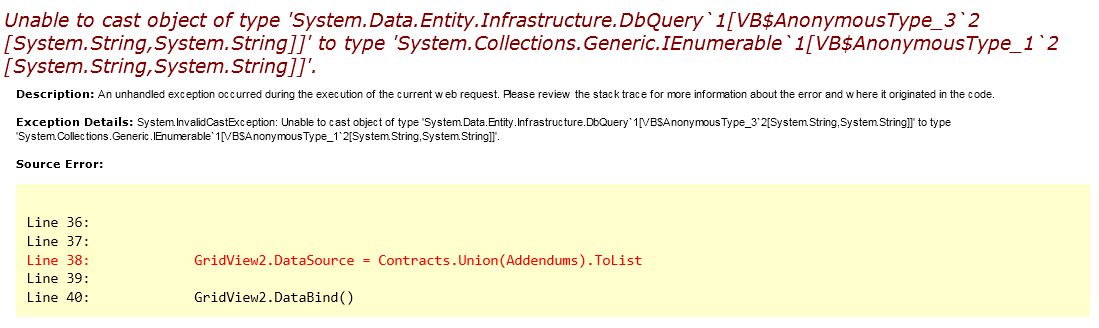 Unable to cast object of type 'System.Data.Entity.Infrastructure.DbQuery`1[VB$AnonymousType_3`2
[System.String,System.String]]' to type 'System.Collections.Generic.IEnumerable`1[VB$AnonymousType_1`2
[System.String,System.String]]'.
Description: An unhandled exception occurred during the execution of the current web request. Please review the stack trace for more information about the error and where it originated in the code.
Exception Details: System.InvalidCastException: Unable to cast object of type 'System.Data.Entity.Infrastructure.DbQuery`1[VB$AnonymousType_3`2[System.String,System.String]]' to type
'System.Collections.Generic.IEnumerable`1[VB$AnonymousType_1`2[System.String,System.String]]'.
Source Error:
Line 36:
Line 37:
Line 38:             GridView2.DataSource = Contracts.Union(Addendums).ToList
Line 39:
Line 40:             GridView2.DataBind()